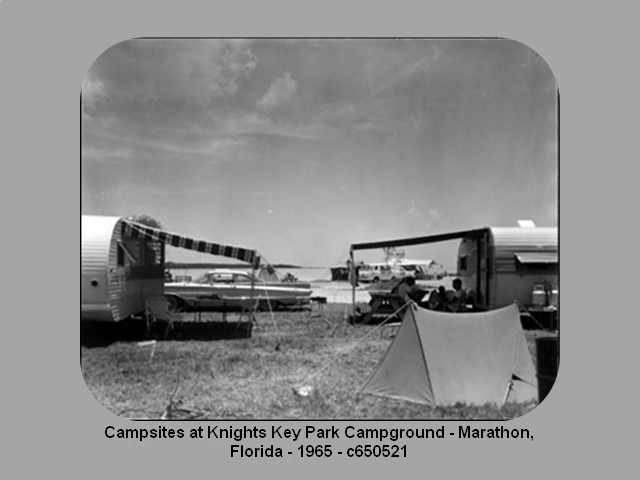 Campsites at Knights Key Park Campground - Marathon,
Florida - 1965 - c650521